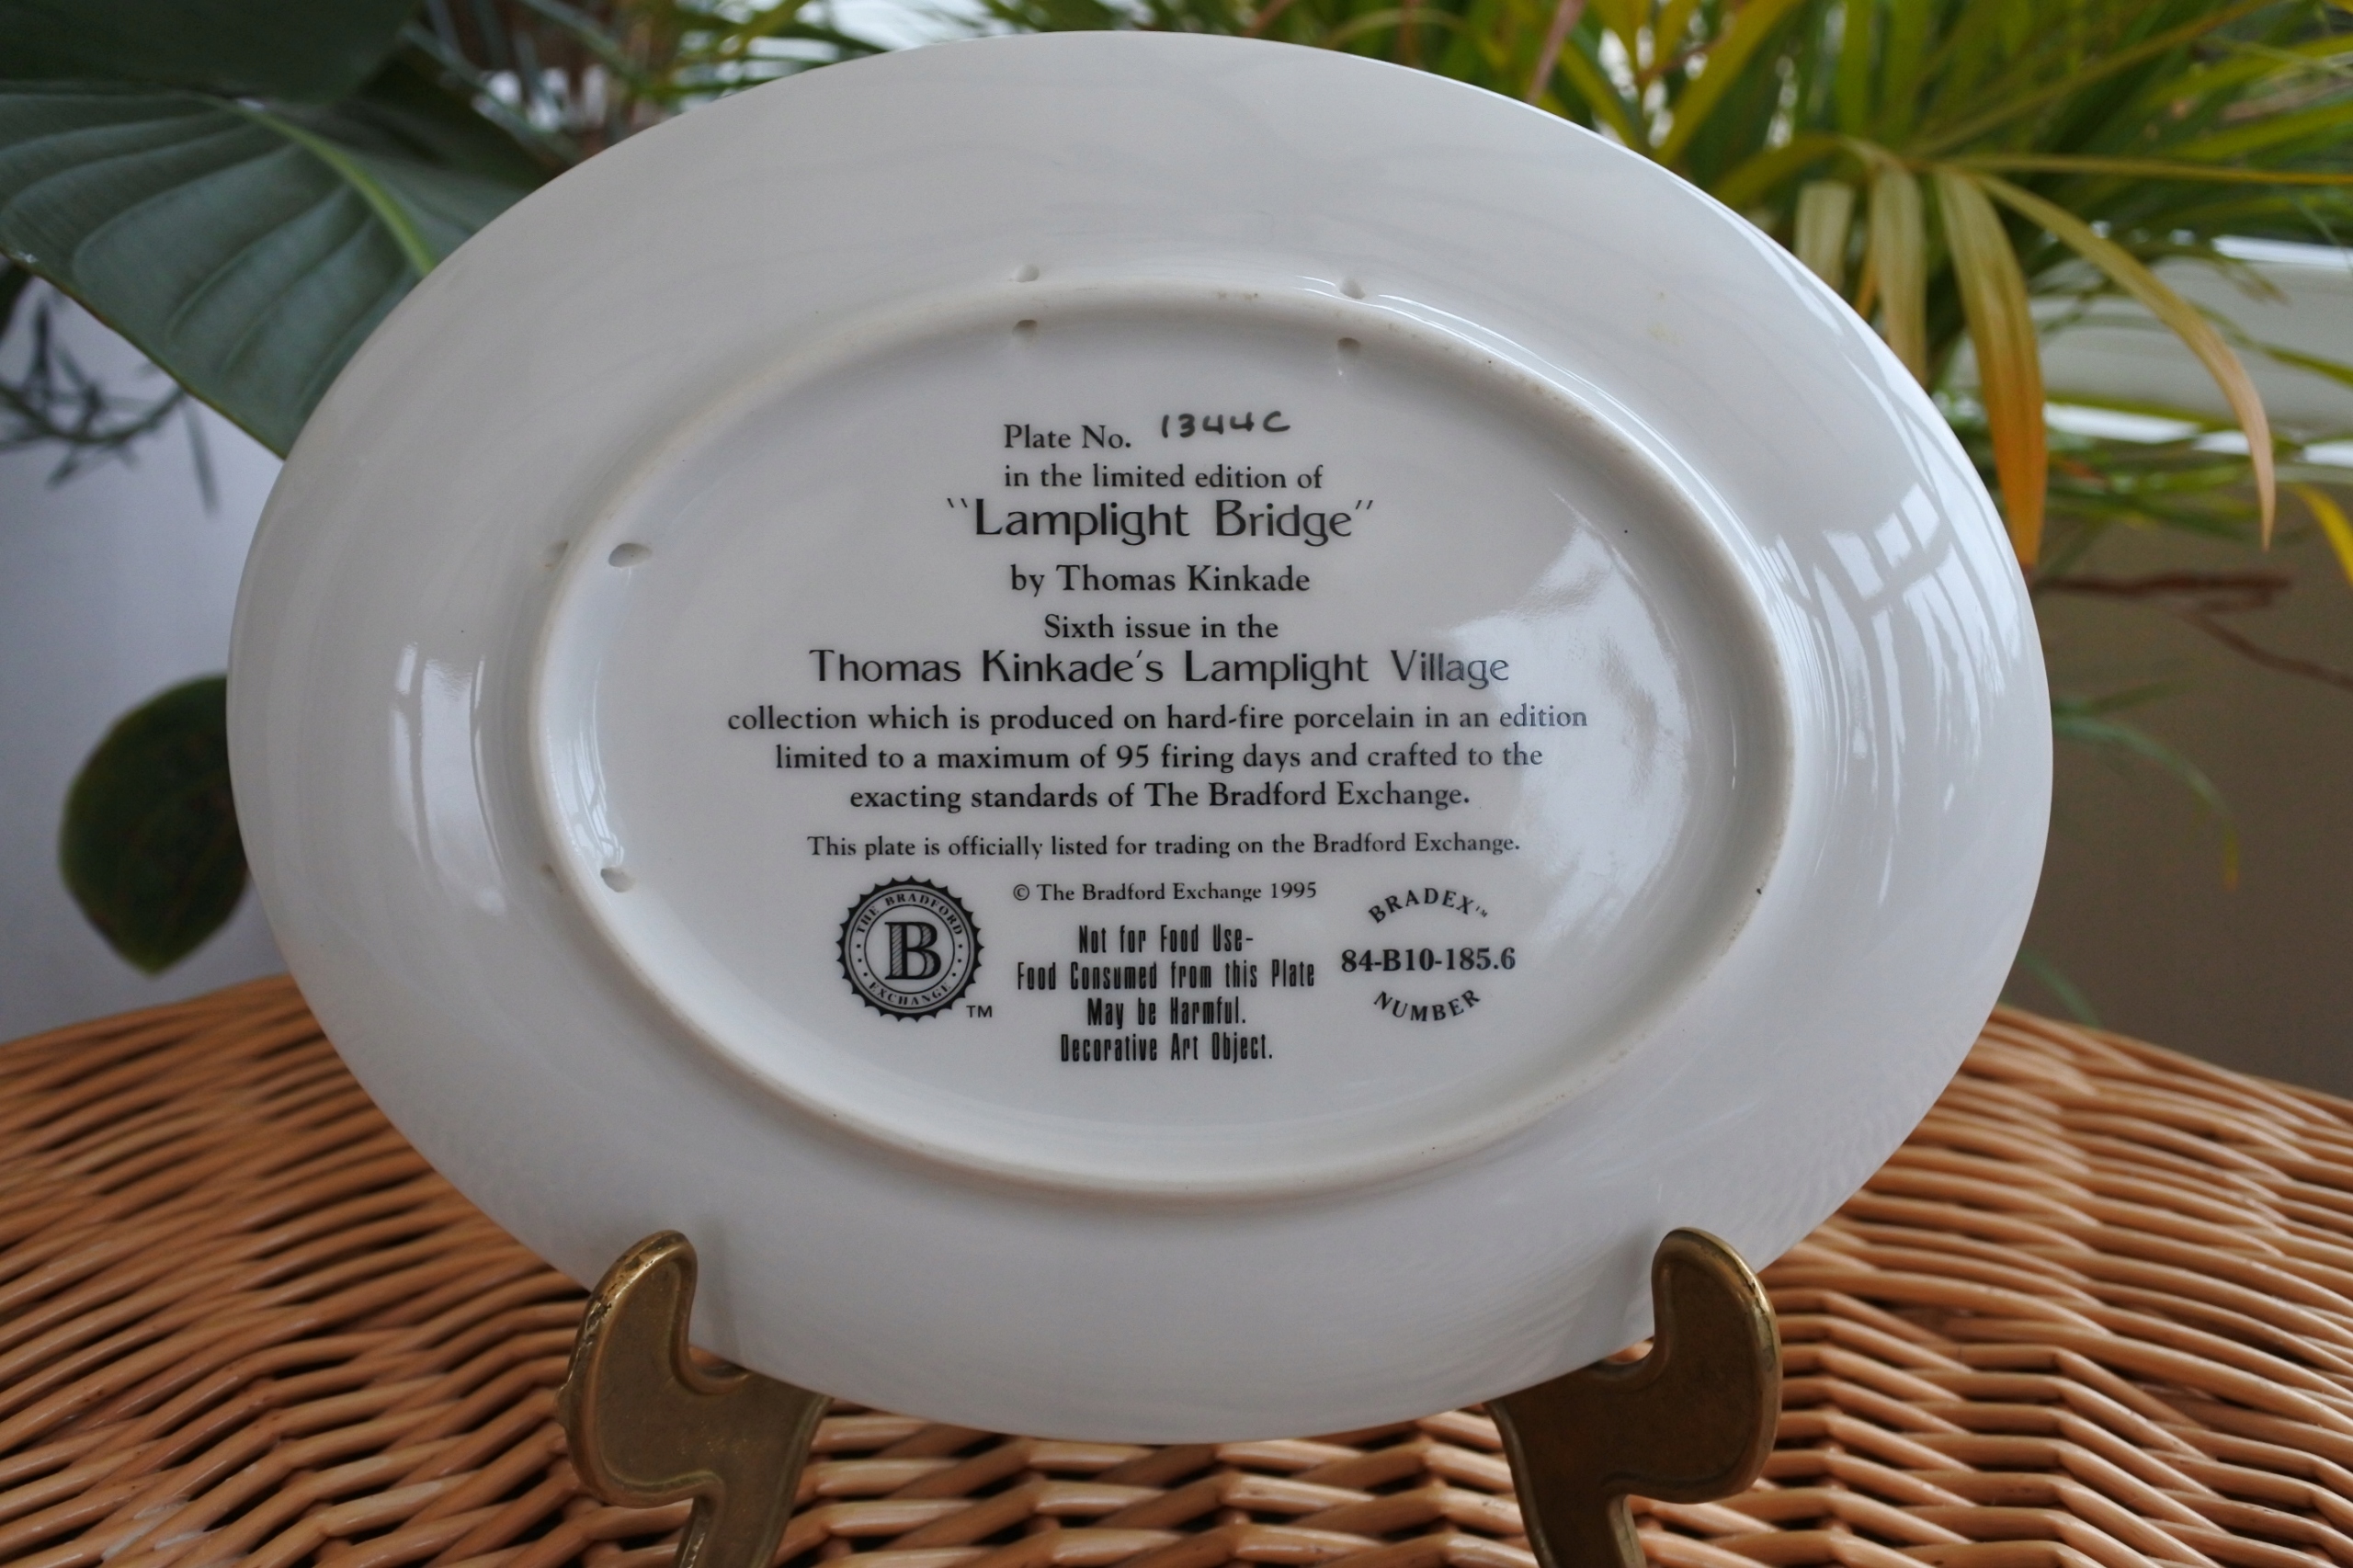 Plate No. 1344C
in the limited edition of
"Lamplight Bridge"
by Thomas Kinkade
Sixth issue in the
Thomas Kinkade's Lamplight Village
collection which is produced on hard-fire porcelain in an edition
limited to a maximum of 95 firing days and crafted to the
exacting standards of The Bradford Exchange.
This plate is officially listed for trading on the Bradford Exchange.
THE BRADFORD
B
EXCHANGE
TM
© The Bradford Exchange 1995
Not for Food Use-
Food Consumed from this Plate
May be Harmful.
Decorative Art Object.
BRADEX™
84-B10-185.6
NUMBER